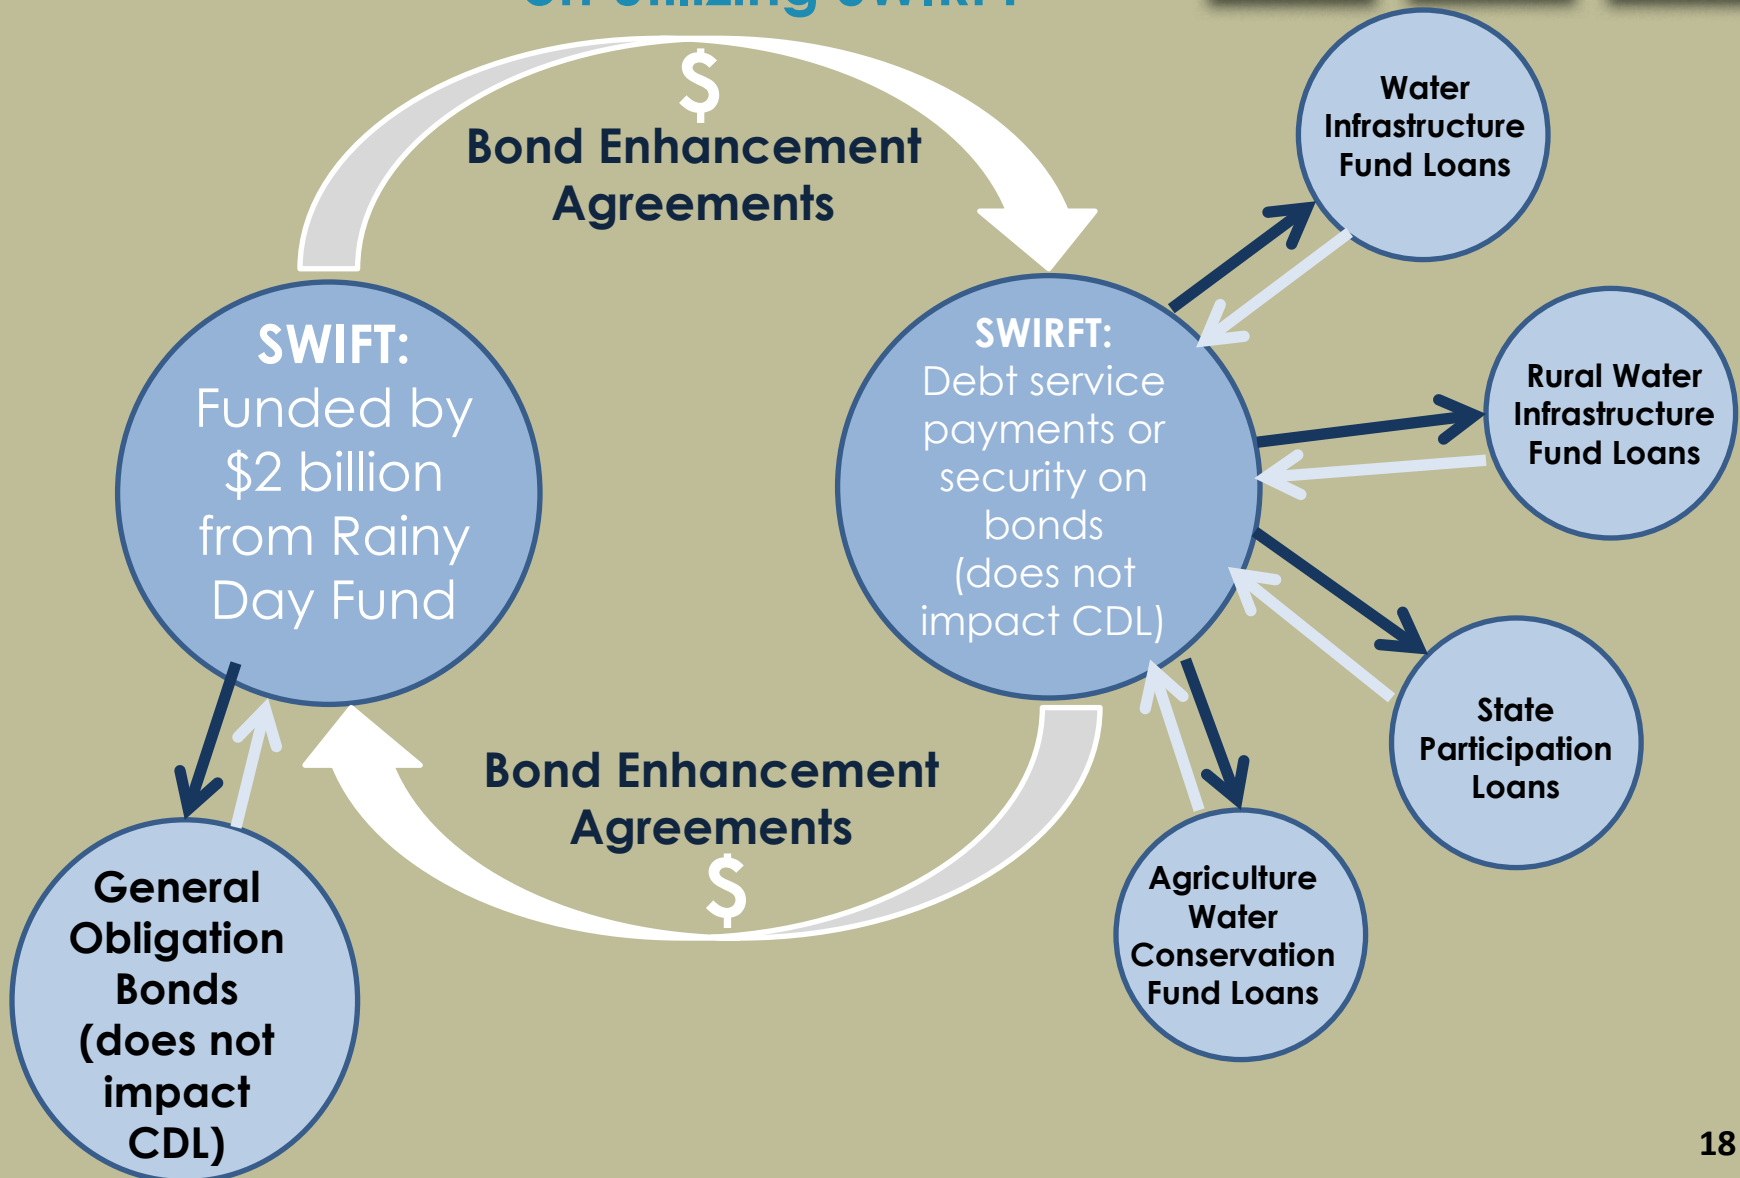 $
Bond Enhancement
Agreements
Water
Infrastructure
Fund Loans
SWIFT:
Funded by
$2 billion
from Rainy
Day Fund
SWIRFT:
Debt service
payments or
security on
bonds
(does not
impact CDL)
Rural Water
Infrastructure
Fund Loans
State
Participation
Loans
Bond Enhancement
Agreements
$
Agriculture
Water
Conservation
Fund Loans
General
Obligation
Bonds
(does not
impact
CDL)
18